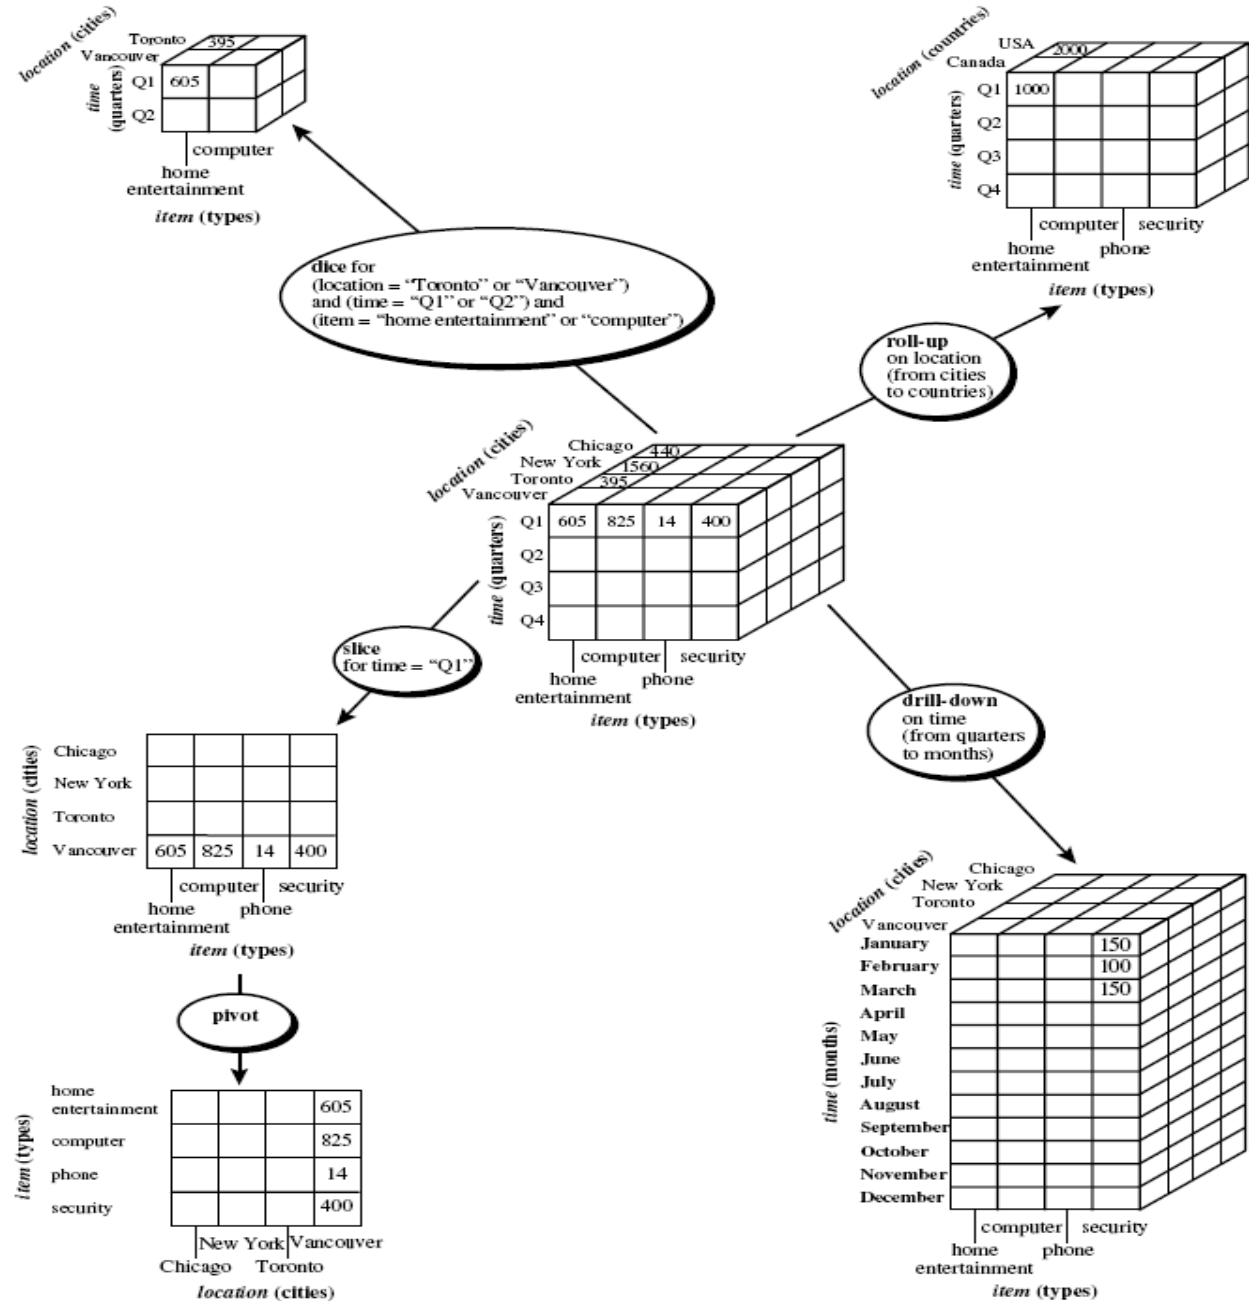 location (cities)
Toronto 395
Vancouver
time (quarters)
Q1 605
Q2
computer
home
entertainment
item (types)
location (countries)
USA 2000
Canada
time (quarters)
Q1 1000
Q2
Q3
Q4
computer security
home phone
entertainment
item (types)
dice for
(location = “Toronto” or “Vancouver”)
and (time = “Q1” or “Q2”) and
(item = “home entertainment” or “computer”)
roll-up
on location
(from cities
to countries)
location (cities)
Chicago 440
New York 1560
Toronto 395
Vancouver
time (quarters)
Q1 605 825 14 400
Q2
Q3
Q4
computer security
home phone
entertainment
item (types)
slice
for time = “Q1”
drill-down
on time
(from quarters
to months)
location (cities)
Chicago
New York
Toronto
Vancouver 605 825 14 400
computer security
home phone
entertainment
item (types)
pivot
item (types)
home
entertainment 605
computer 825
phone 14
security 400
New York Vancouver
Chicago Toronto
location (cities)
location (cities)
Chicago
New York
Toronto
Vancouver
time (months)
January 150
February 100
March 150
April
May
June
July
August
September
October
November
December
computer security
home phone
entertainment
item (types)